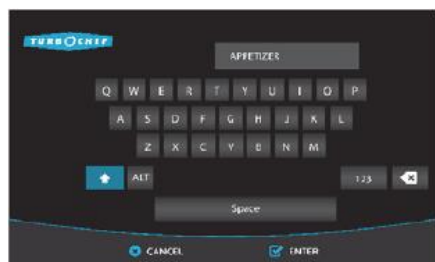 TURBOCHEF
APPETIZER
Q W E R T Y U I O P
A S D F G H J K L
Z X C V B N M
ALT 123
Space
CANCEL ENTER